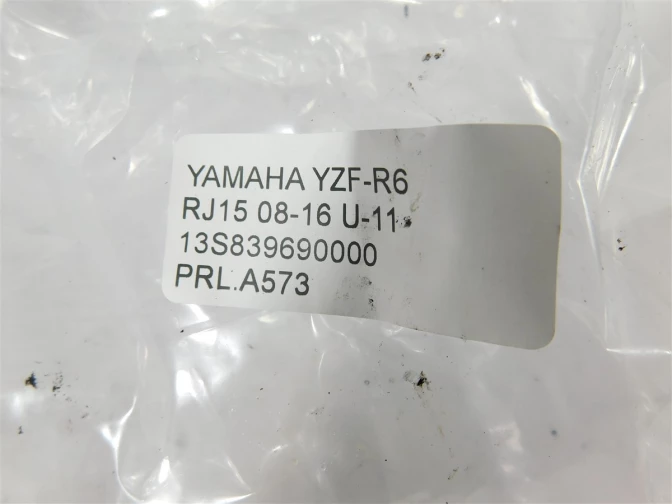 YAMAHA YZF-R6
RJ15 08-16 U-11
13S839690000
PRL.A573